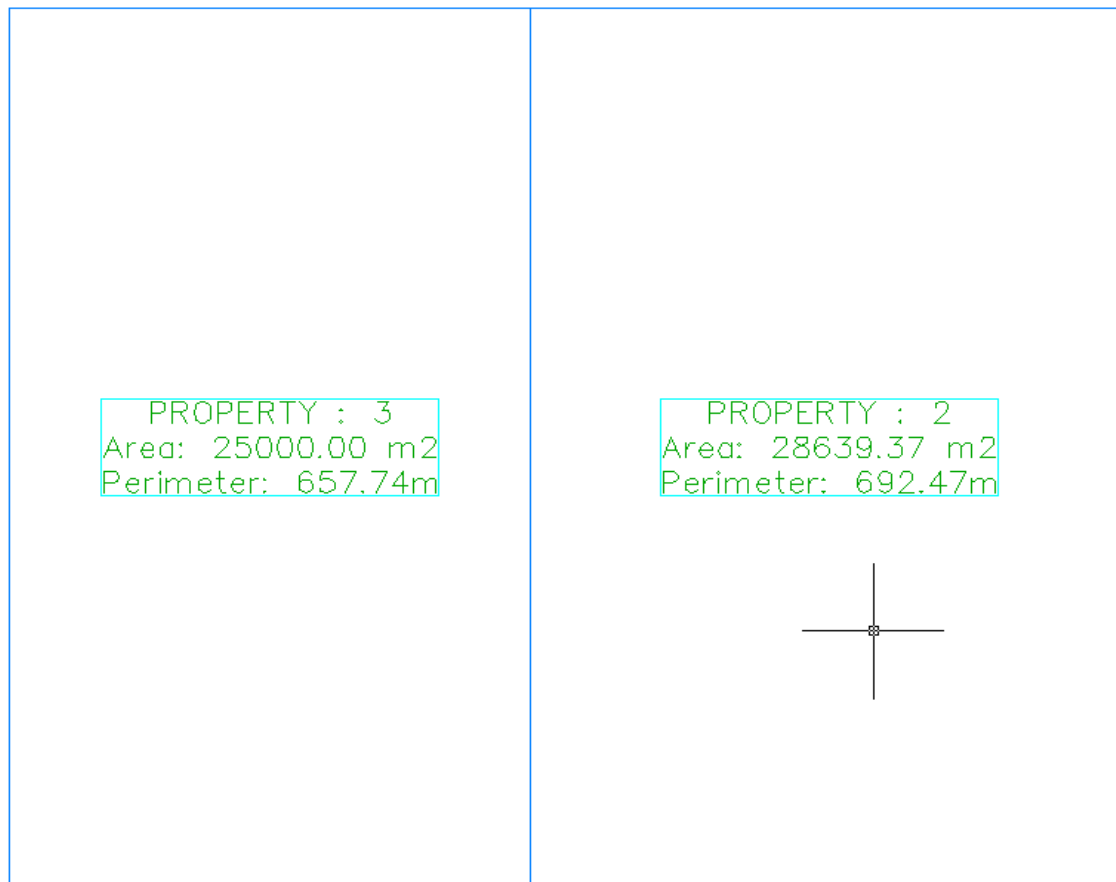 PROPERTY : 3
Area: 25000.00 m2
Perimeter: 657.74m
PROPERTY : 2
Area: 28639.37 m2
Perimeter: 692.47m